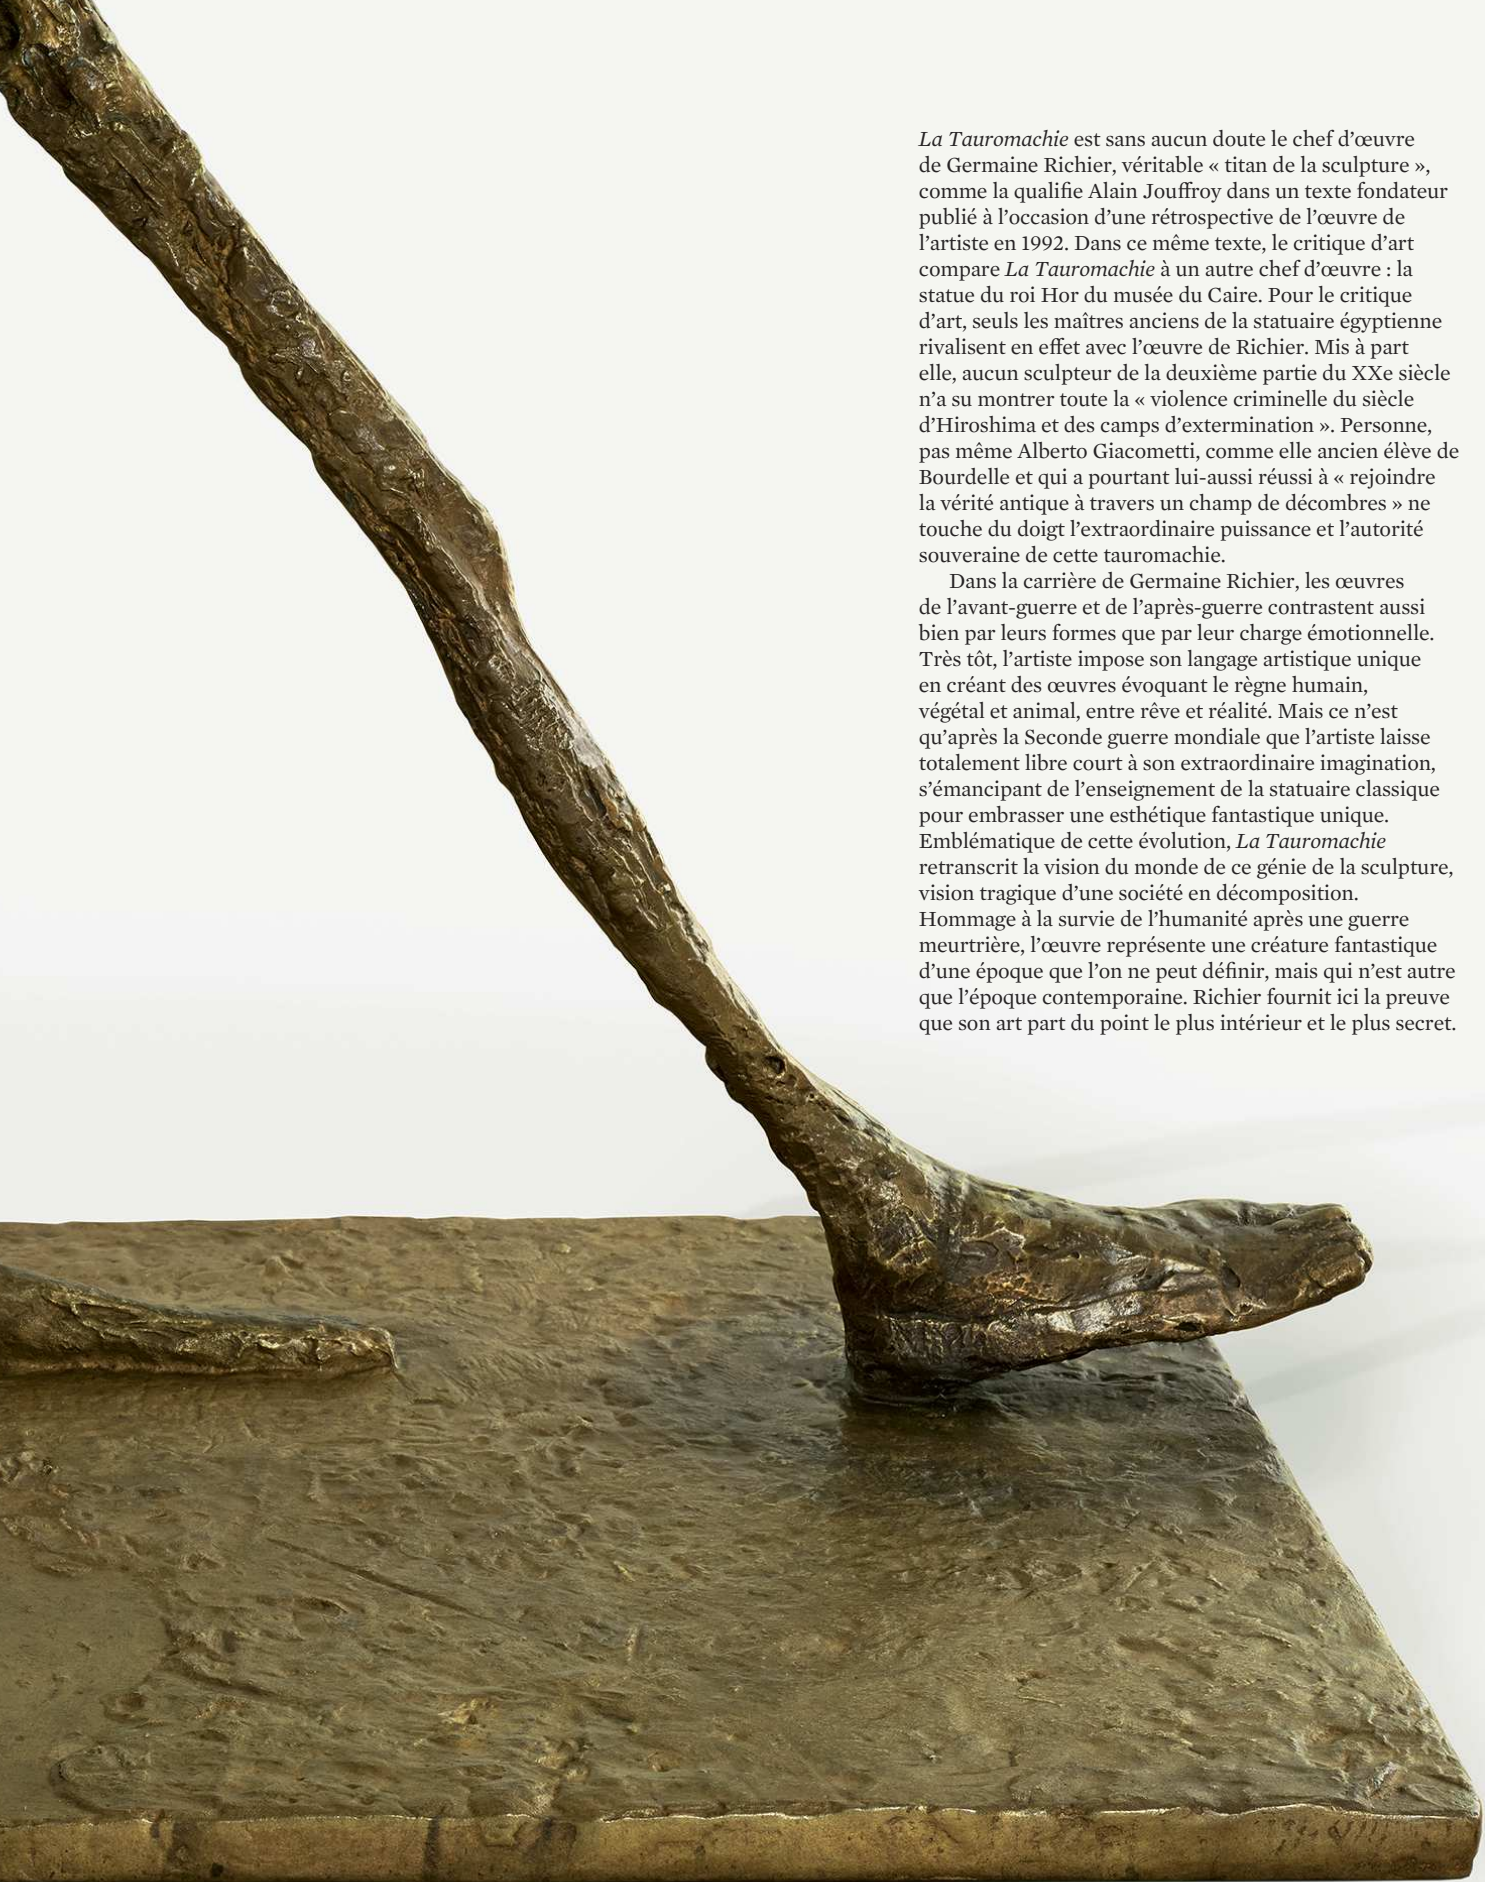 La Tauromachie est sans aucun doute le chef d’œuvre
de Germaine Richier, véritable « titan de la sculpture »,
comme la qualifie Alain Jouffroy dans un texte fondateur
publié à l’occasion d’une rétrospective de l’œuvre de
l’artiste en 1992. Dans ce même texte, le critique d’art
compare La Tauromachie à un autre chef d’œuvre : la
statue du roi Hor du musée du Caire. Pour le critique
d’art, seuls les maîtres anciens de la statuaire égyptienne
rivalisent en effet avec l’œuvre de Richier. Mis à part
elle, aucun sculpteur de la deuxième partie du XXe siècle
n’a su montrer toute la « violence criminelle du siècle
d’Hiroshima et des camps d’extermination ». Personne,
pas même Alberto Giacometti, comme elle ancien élève de
Bourdelle et qui a pourtant lui-aussi réussi à « rejoindre
la vérité antique à travers un champ de décombres » ne
touche du doigt l’extraordinaire puissance et l’autorité
souveraine de cette tauromachie.
Dans la carrière de Germaine Richier, les œuvres
de l’avant-guerre et de l’après-guerre contrastent aussi
bien par leurs formes que par leur charge émotionnelle.
Très tôt, l’artiste impose son langage artistique unique
en créant des œuvres évoquant le règne humain,
végétal et animal, entre rêve et réalité. Mais ce n’est
qu’après la Seconde guerre mondiale que l’artiste laisse
totalement libre court à son extraordinaire imagination,
s’émancipant de l’enseignement de la statuaire classique
pour embrasser une esthétique fantastique unique.
Emblématique de cette évolution, La Tauromachie
retranscrit la vision du monde de ce génie de la sculpture,
vision tragique d’une société en décomposition.
Hommage à la survie de l’humanité après une guerre
meurtrière, l’œuvre représente une créature fantastique
d’une époque que l’on ne peut définir, mais qui n’est autre
que l’époque contemporaine. Richier fournit ici la preuve
que son art part du point le plus intérieur et le plus secret.